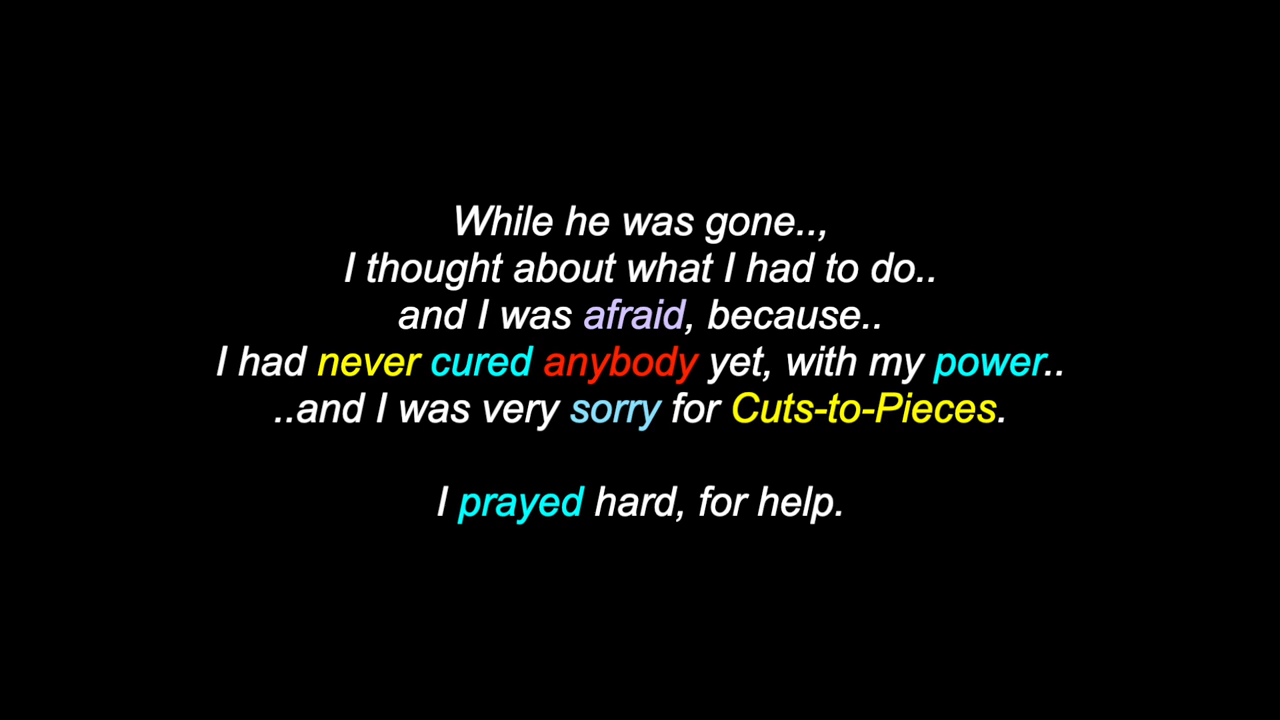 While he was gone..,
I thought about what I had to do..
and I was afraid, because..
I had never cured anybody yet, with my power..
..and I was very sorry for Cuts-to-Pieces.
I prayed hard, for help.